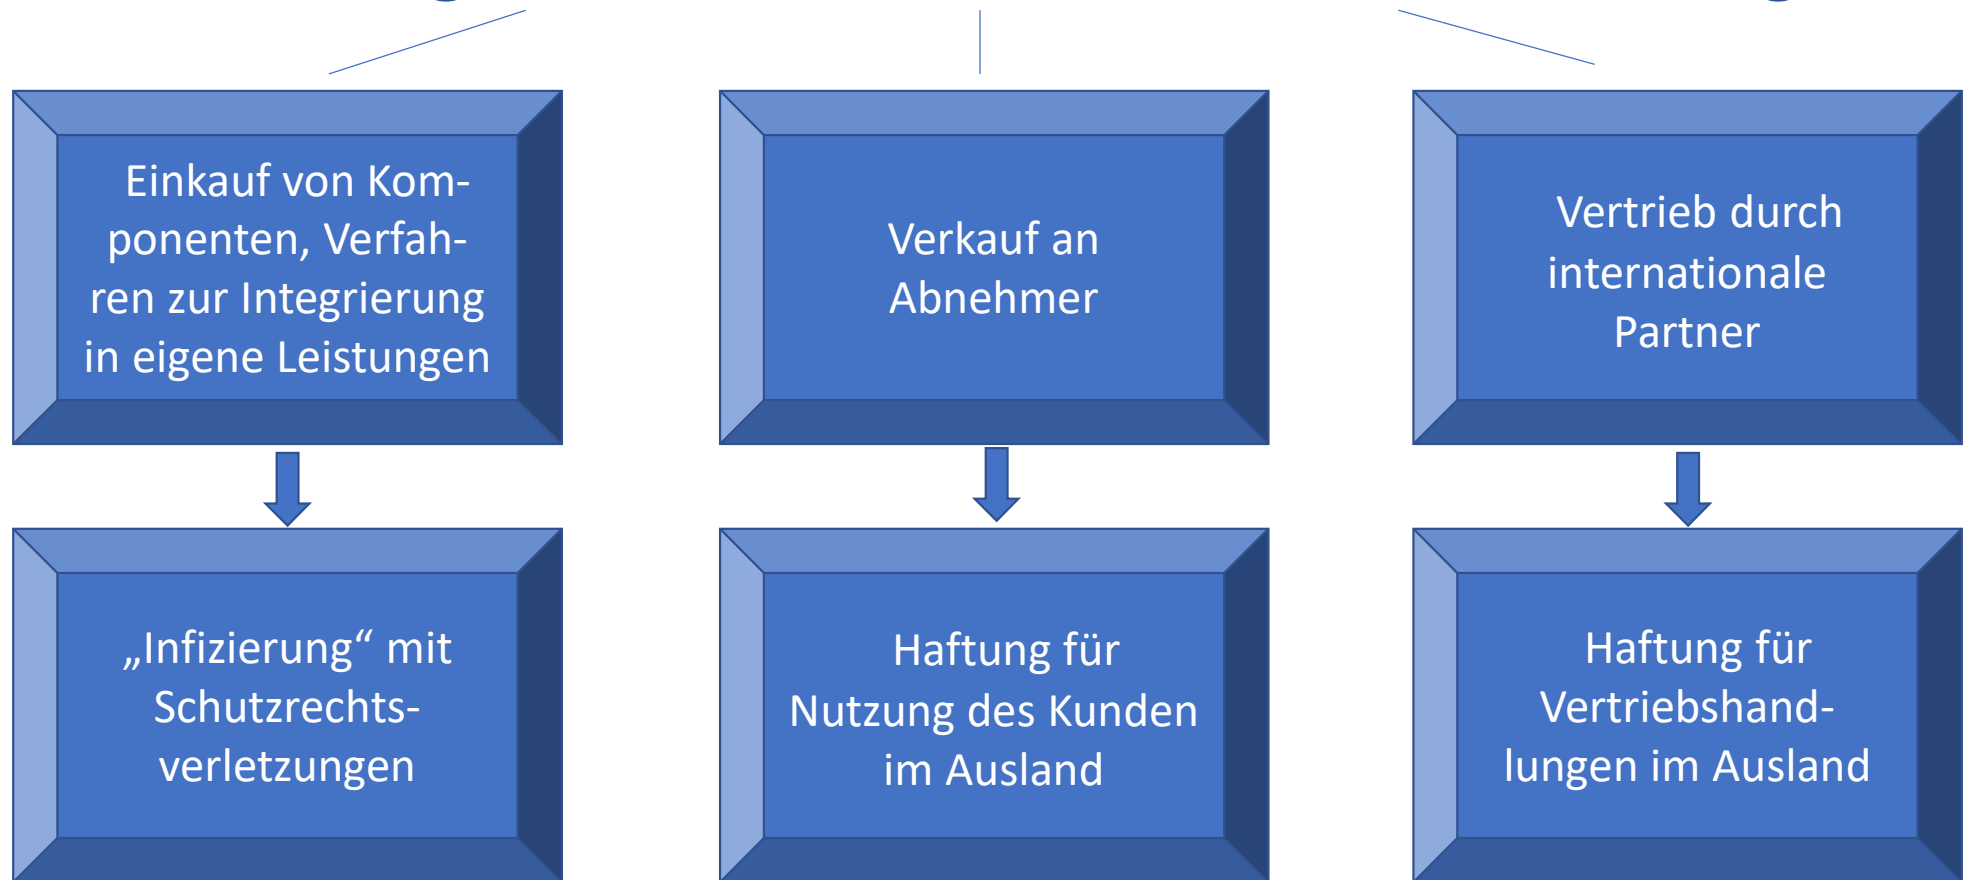 Einkauf von Kom-
ponenten, Verfah-
ren zur Integrierung
in eigene Leistungen
Verkauf an
Abnehmer
Vertrieb durch
internationale
Partner
„Infizierung“ mit
Schutzrechts-
verletzungen
Haftung für
Nutzung des Kunden
im Ausland
Haftung für
Vertriebshand-
lungen im Ausland